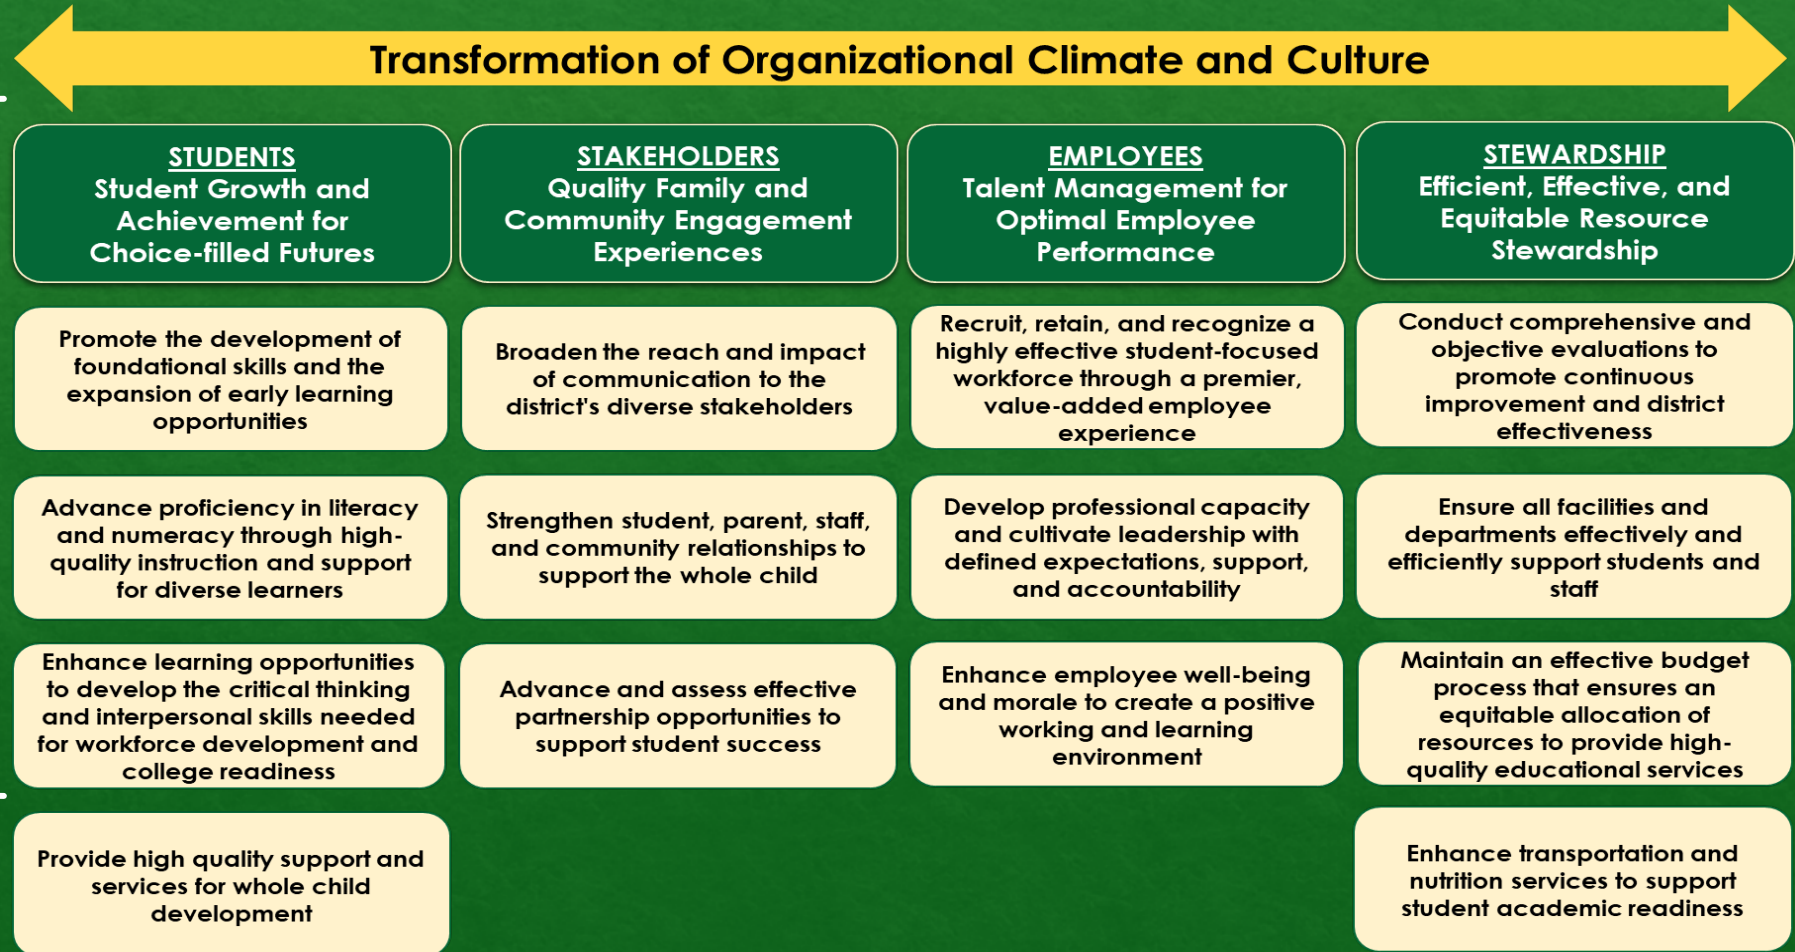 Transformation of Organizational Climate and Culture
STUDENTS
Student Growth and
Achievement for
Choice-filled Futures
Promote the development of
foundational skills and the
expansion of early learning
opportunities
Advance proficiency in literacy
and numeracy through high-
quality instruction and support
for diverse learners
Enhance learning opportunities
to develop the critical thinking
and interpersonal skills needed
for workforce development and
college readiness
Provide high quality support and
services for whole child
development
STAKEHOLDERS
Quality Family and
Community Engagement
Experiences
Broaden the reach and impact
of communication to the
district's diverse stakeholders
Strengthen student, parent, staff,
and community relationships to
support the whole child
Advance and assess effective
partnership opportunities to
support student success
EMPLOYEES
Talent Management for
Optimal Employee
Performance
Recruit, retain, and recognize a
highly effective student-focused
workforce through a premier,
value-added employee
experience
Develop professional capacity
and cultivate leadership with
defined expectations, support,
and accountability
Enhance employee well-being
and morale to create a positive
working and learning
environment
STEWARDSHIP
Efficient, Effective, and
Equitable Resource
Stewardship
Conduct comprehensive and
objective evaluations to
promote continuous
improvement and district
effectiveness
Ensure all facilities and
departments effectively and
efficiently support students and
staff
Maintain an effective budget
process that ensures an
equitable allocation of
resources to provide high-
quality educational services
Enhance transportation and
nutrition services to support
student academic readiness